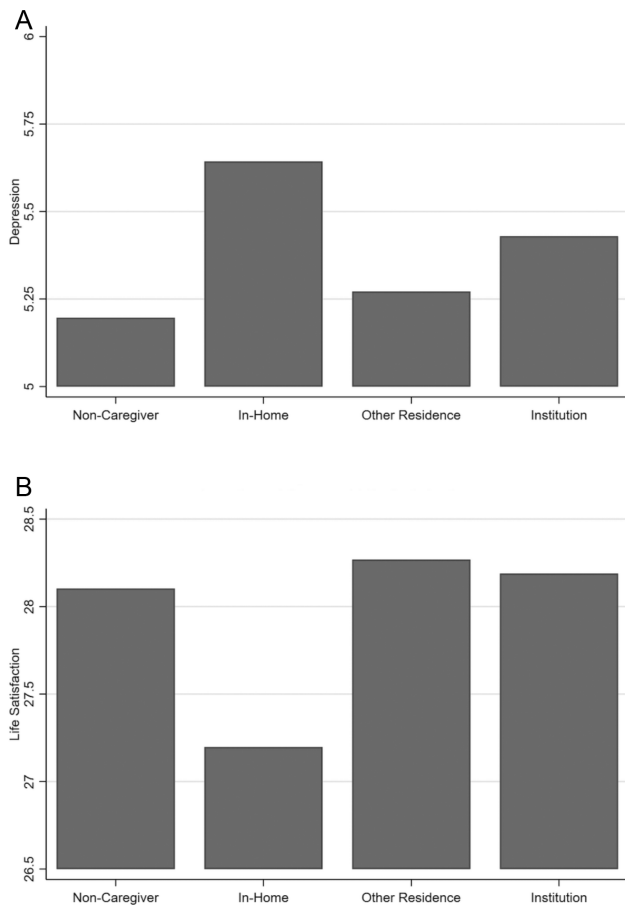 A
6
5.75
5.5
5.25
5
Depression
Non-Caregiver In-Home Other Residence Institution
B
28.5
28
27.5
27
26.5
Life Satisfaction
Non-Caregiver In-Home Other Residence Institution